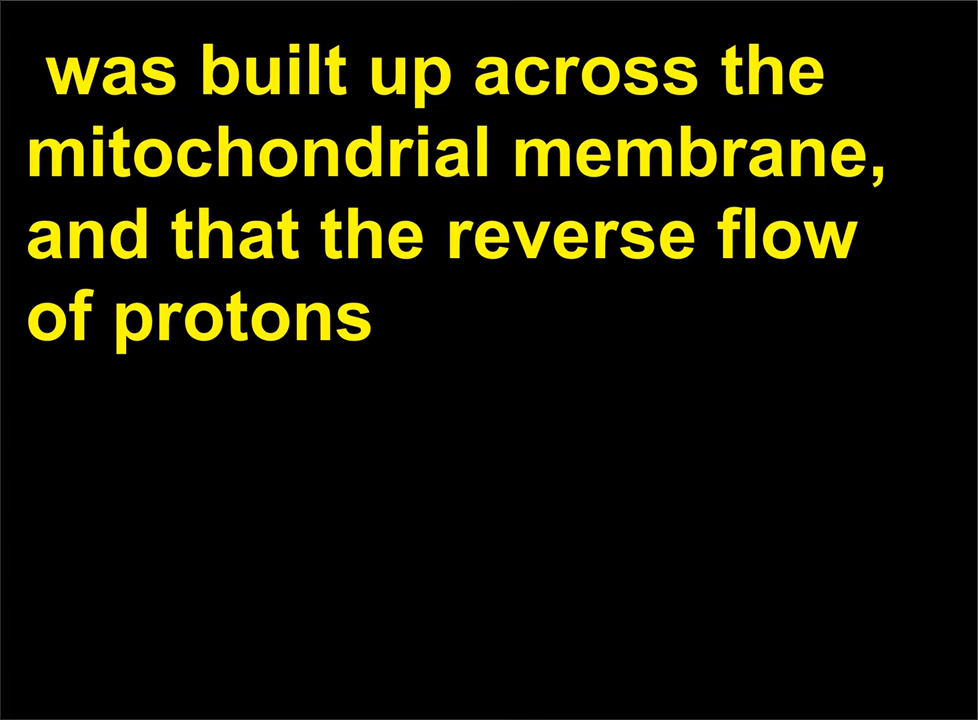 was built up across the
mitochondrial membrane,
and that the reverse flow
of protons